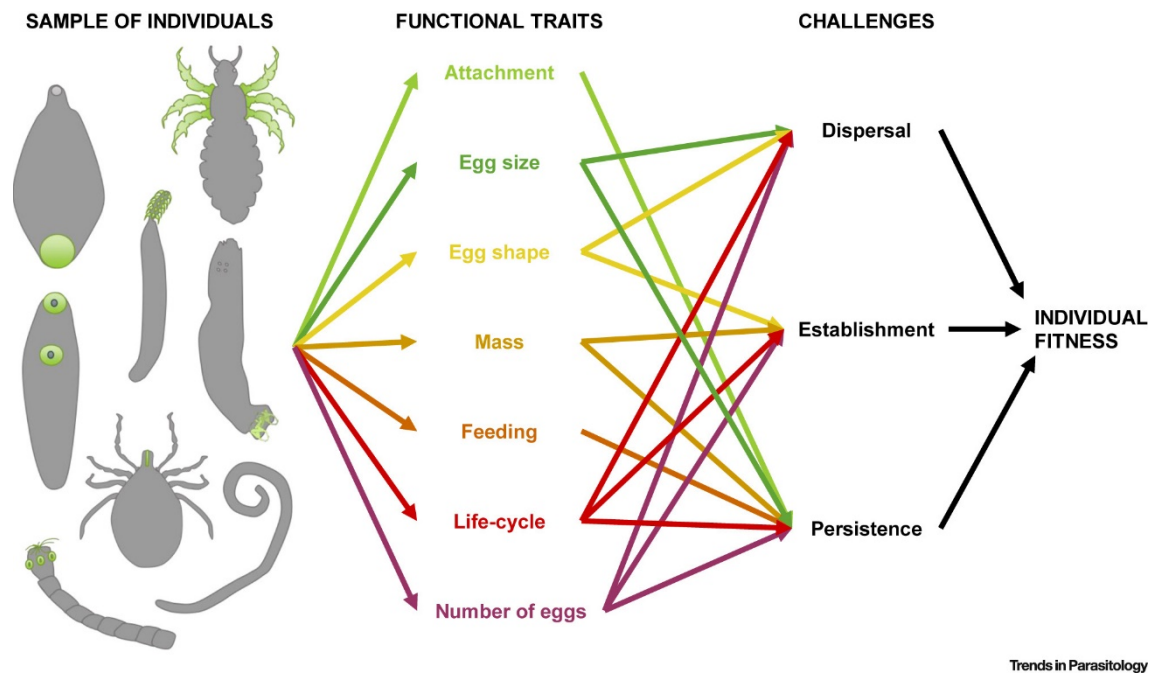 SAMPLE OF INDIVIDUALS
FUNCTIONAL TRAITS
CHALLENGES
Attachment
Egg size
Egg shape
Mass
Feeding
Life-cycle
Number of eggs
Dispersal
Establishment
Persistence
INDIVIDUAL
FITNESS
Trends in Parasitology